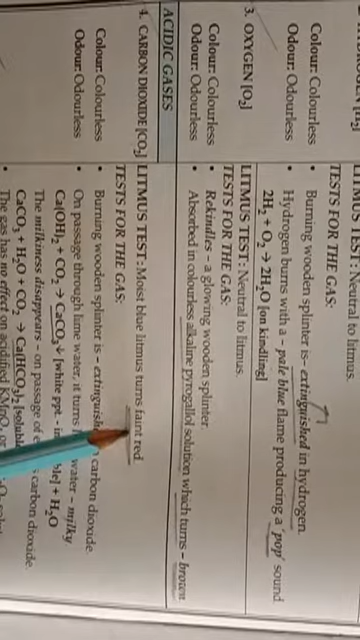 Colour: Colourless
Odour: Odourless
LITMUS TEST: Neutral to litmus.
TESTS FOR THE GAS:
• Burning wooden splinter is – extinguished in hydrogen.
• Hydrogen burns with a - pale blue flame producing a 'pop' sound
2H₂ + O₂ → 2H₂O [on kindling]
3. OXYGEN [O₂]
Colour: Colourless
Odour: Odourless
LITMUS TEST: Neutral to litmus.
TESTS FOR THE GAS:
• Rekindles – a glowing wooden splinter.
• Absorbed in colourless alkaline pyrogallol solution which turns – brown
ACIDIC GASES
4. CARBON DIOXIDE [CO₂]
Colour: Colourless
Odour: Odourless
LITMUS TEST: Moist blue litmus turns faint red.
TESTS FOR THE GAS:
• Burning wooden splinter is - carbon dioxide.
• On passage through lime water, it turns water - milky
Ca(OH)₂ + CO₂ → CaCO₃↓ [white ppt. + H₂O
The milkiness disappears – on passage of carbon dioxide.
CaCO₃ + H₂O + CO₂ → Ca(HCO₃)₂
• The gas has no effect on acidified KMnO₄ or